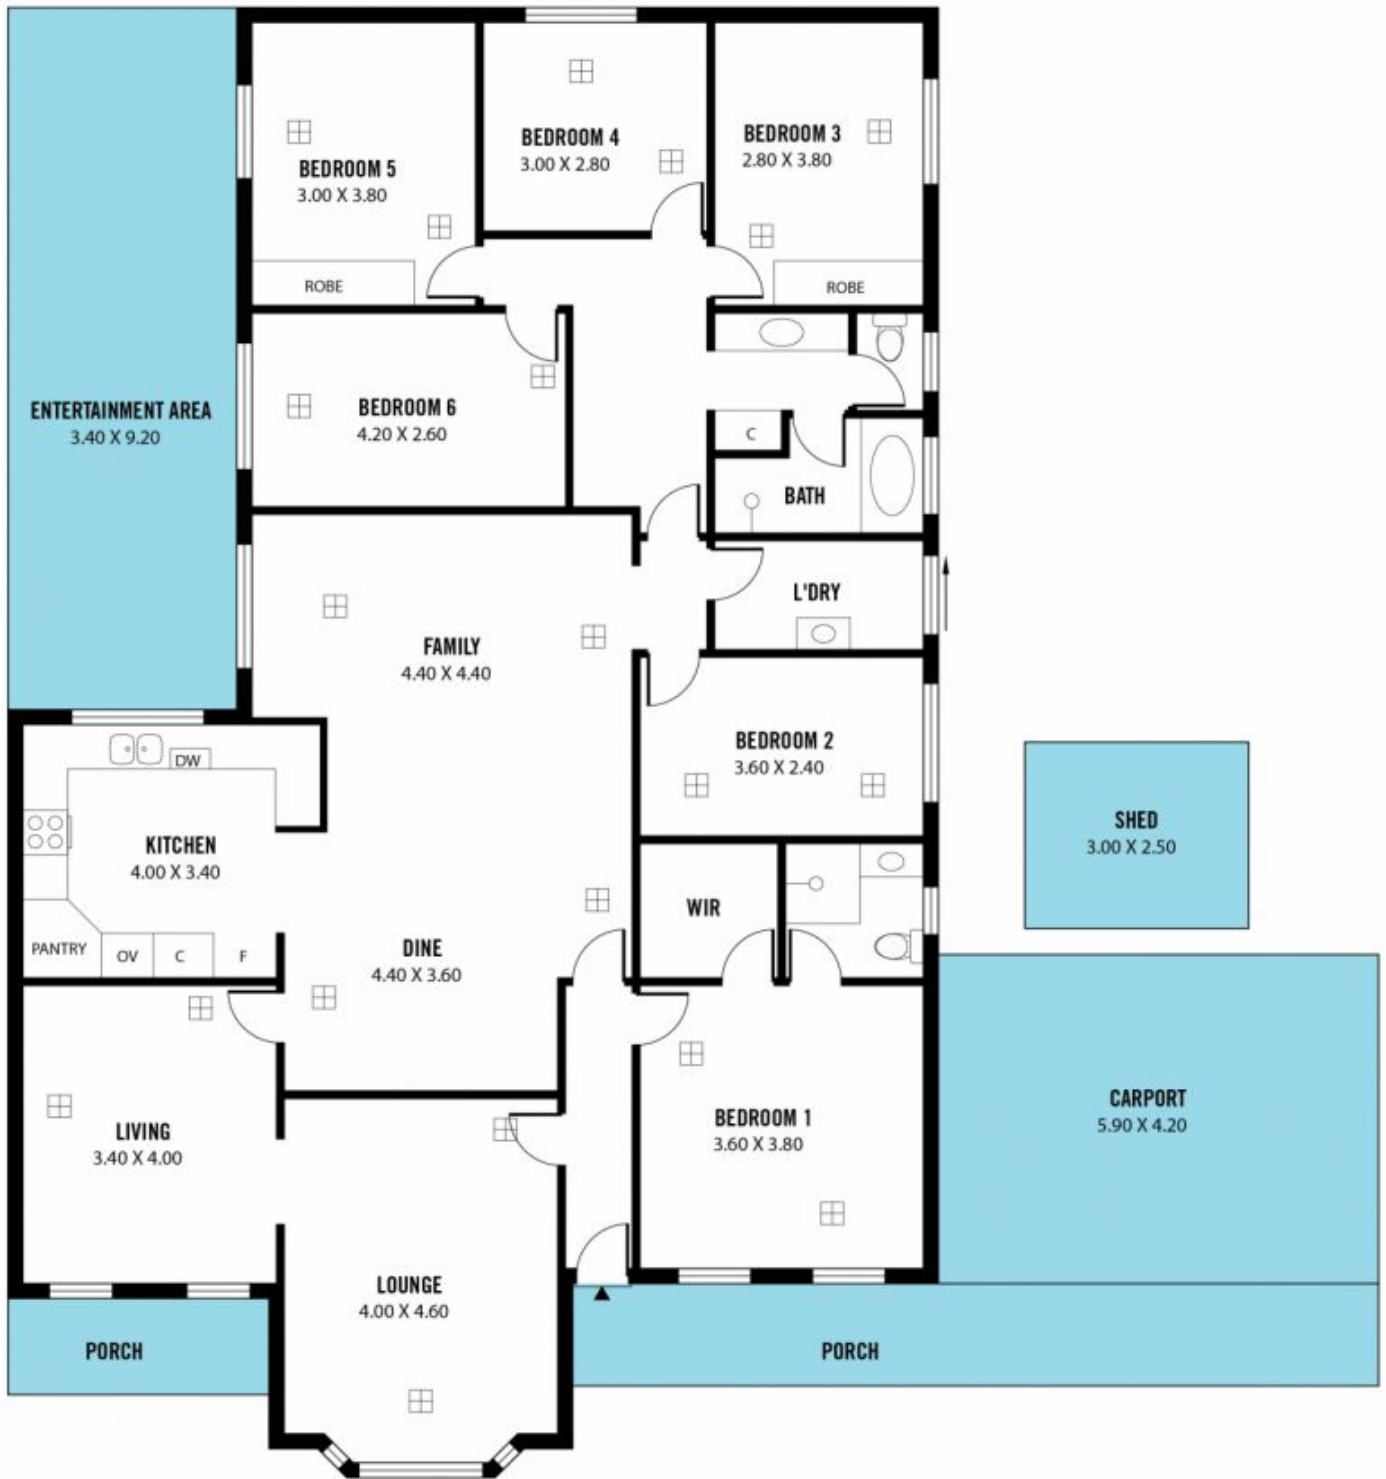 BEDROOM 5
3.00 X 3.80
ROBE
BEDROOM 4
3.00 X 2.80
BEDROOM 3
2.80 X 3.80
ROBE
ENTERTAINMENT AREA
3.40 X 9.20
BEDROOM 6
4.20 X 2.60
C
BATH
L'DRY
FAMILY
4.40 X 4.40
BEDROOM 2
3.60 X 2.40
DW
KITCHEN
4.00 X 3.40
PANTRY
OV
C
F
SHED
3.00 X 2.50
WIR
DINE
4.40 X 3.60
LIVING
3.40 X 4.00
BEDROOM 1
3.60 X 3.80
CARPORT
5.90 X 4.20
LOUNGE
4.00 X 4.60
PORCH
PORCH